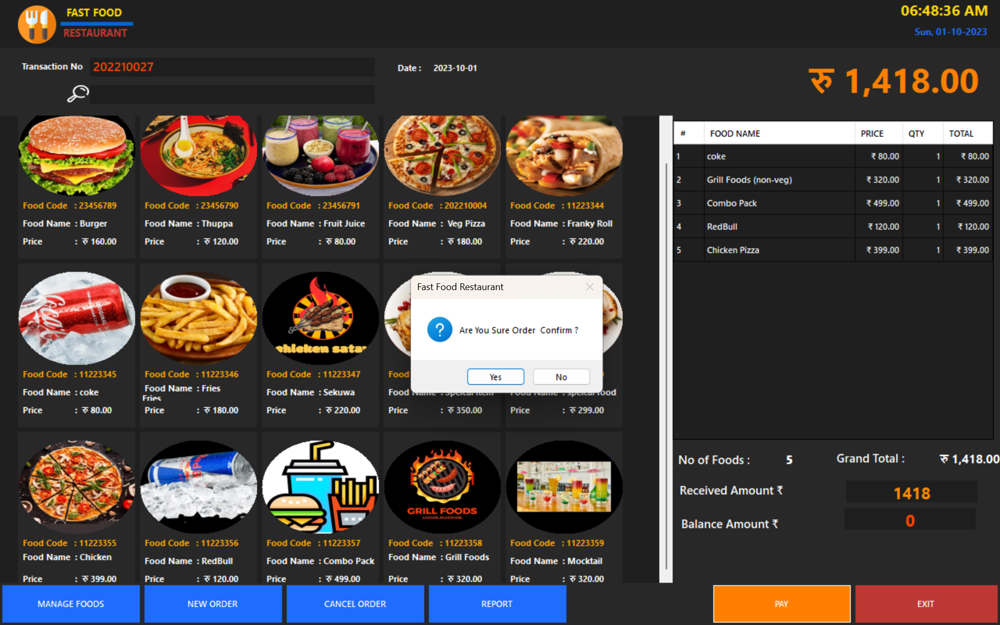 FAST FOOD
RESTAURANT
06:48:36 AM
Sun, 01-10-2023
Transaction No 202210027
Date : 2023-10-01
रु 1,418.00
Food Code : 23456789
Food Name : Burger
Price : रु 160.00
Food Code : 23456790
Food Name : Thuppa
Price : रु 120.00
Food Code : 23456791
Food Name : Fruit Juice
Price : रु 80.00
Food Code : 202210004
Food Name : Veg Pizza
Price : रु 180.00
Food Code : 11223344
Food Name : Franky Roll
Price : रु 220.00
Coca
ORIGINAL
Food Code : 11223345
Food Name : coke
Price : रु 80.00
Food Code : 11223346
Food Name : Fries
Fries
Price : रु 180.00
chicken satay
Food Code : 11223347
Food Name : Sekuwa
Price : रु 220.00
Food
Food Name : Speical item
Price : रु 350.00
Food Name : speical food
Price : रु 299.00
Food Code : 11223355
Food Name : Chicken
Price : रु 399.00
Food Code : 11223356
Food Name : RedBull
Price : रु 120.00
Food Code : 11223357
Food Name : Combo Pack
Price : रु 499.00
GRILL FOODS
Food Code : 11223358
Food Name : Grill Foods
Price : रु 320.00
Food Code : 11223359
Food Name : Mocktail
Price : रु 320.00
Fast Food Restaurant
Are You Sure Order Confirm ?
Yes No
# FOOD NAME PRICE QTY TOTAL
1 coke ₹ 80.00 1 ₹ 80.00
2 Grill Foods (non-veg) ₹ 320.00 1 ₹ 320.00
3 Combo Pack ₹ 499.00 1 ₹ 499.00
4 RedBull ₹ 120.00 1 ₹ 120.00
5 Chicken Pizza ₹ 399.00 1 ₹ 399.00
No of Foods : 5 Grand Total : रु 1,418.00
Received Amount ₹ 1418
Balance Amount ₹ 0
MANAGE FOODS NEW ORDER CANCEL ORDER REPORT PAY EXIT